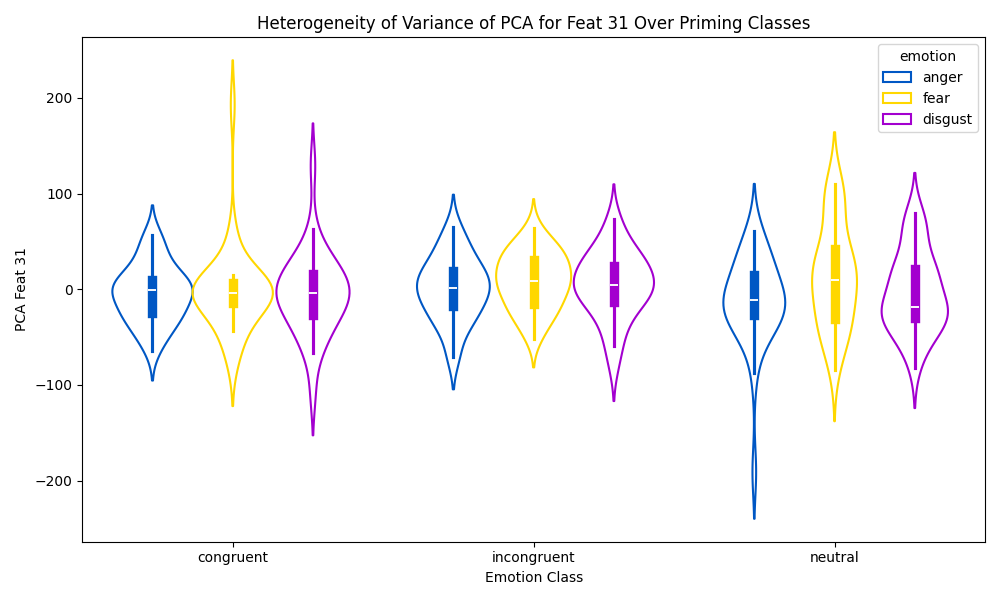 Heterogeneity of Variance of PCA for Feat 31 Over Priming Classes
emotion
anger
fear
disgust
PCA Feat 31
200
100
0
−100
−200
congruent
incongruent
neutral
Emotion Class